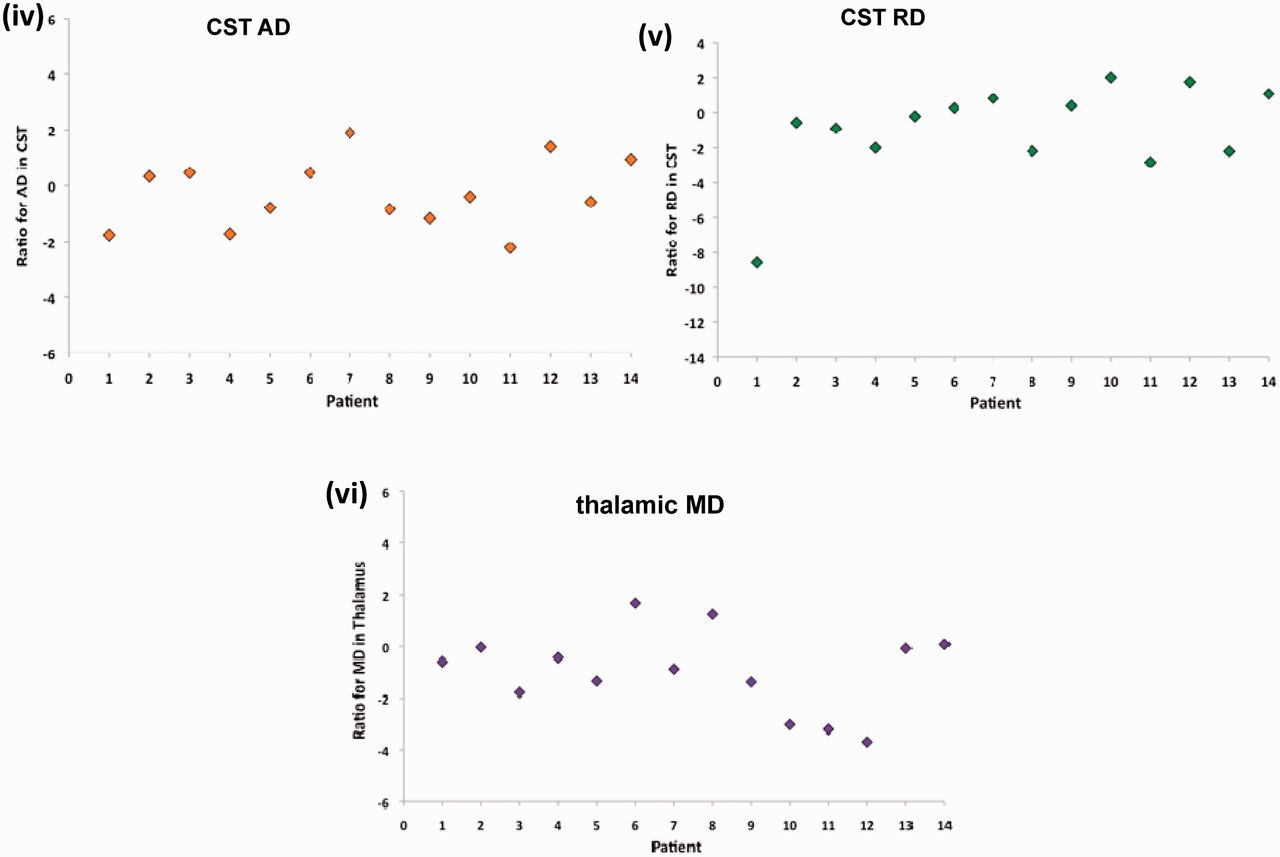 (iv)
CST AD
6
4
2
0
-2
-4
-6
Ratio for AD in CST
0 1 2 3 4 5 6 7 8 9 10 11 12 13 14
Patient
(v)
CST RD
4
2
0
-2
-4
-6
-8
-10
-12
-14
Ratio for RD in CST
0 1 2 3 4 5 6 7 8 9 10 11 12 13 14
Patient
(vi)
thalamic MD
6
4
2
0
-2
-4
-6
Ratio for MD in Thalamus
0 1 2 3 4 5 6 7 8 9 10 11 12 13 14
Patient